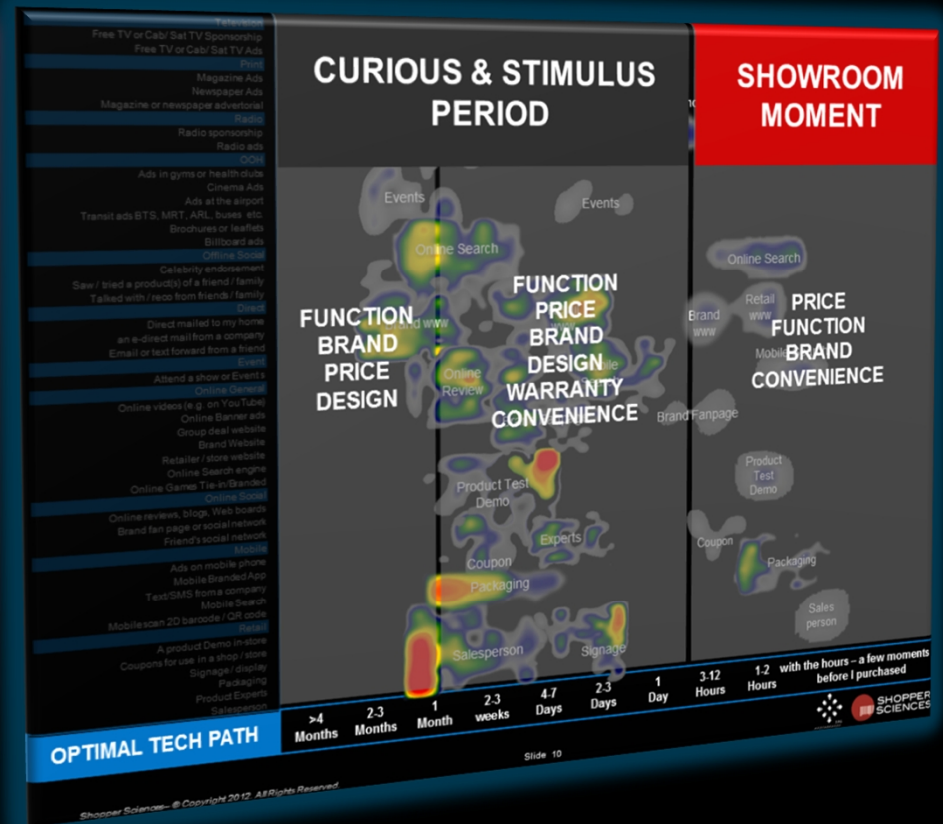 Television
Free TV or Cab/ Sat TV Sponsorship
Free TV or Cab/ Sat TV Ads
Print
Magazine Ads
Newspaper Ads
Magazine or newspaper advertorial
Radio
Radio sponsorship
Radio ads
OOH
Ads in gyms or health clubs
Cinema Ads
Ads at the airport
Transit ads BTS, MRT, ARL, buses etc.
Brochures or leaflets
Billboard ads
Offline Social
Celebrity endorsement
Saw / tried a product(s) of a friend / family
Talked with / reco from friends / family
Direct
Direct mailed to my home
an e-direct mail from a company
Email or text forward from a friend
Event
Attend a show or Events
Online General
Online videos (e.g. on YouTube)
Online Banner ads
Group deal website
Brand Website
Retailer / store website
Online Search engine
Online Games Tie-in/Branded
Online Social
Online reviews, blogs, Web boards
Brand fan page or social network
Friend's social network
Mobile
Ads on mobile phone
Mobile Branded App
Text/SMS from a company
Mobile Search
Mobile scan 2D barcode / QR code
Retail
A product Demo in-store
Coupons for use in a shop / store
Signage / display
Packaging
Product Experts
Salesperson
CURIOUS & STIMULUS
PERIOD
SHOWROOM
MOMENT
Events
Events
Online Search
Brand www
www
Online
Review
Product Test
Demo
Experts
Coupon
Packaging
Salesperson
Signage
FUNCTION
BRAND
PRICE
DESIGN
FUNCTION
PRICE
BRAND
DESIGN
WARRANTY
CONVENIENCE
Online Search
Brand
www
Retail
www
Mobile
Brand Fanpage
Product
Test
Demo
Coupon
Packaging
Sales
person
PRICE
FUNCTION
BRAND
CONVENIENCE
OPTIMAL TECH PATH
>4
Months
2-3
Months
1
Month
2-3
weeks
4-7
Days
2-3
Days
1
Day
3-12
Hours
1-2
Hours
with the hours – a few moments
before I purchased
SHOPPER
SCIENCES
Slide 10
Shopper Sciences– © Copyright 2012. All Rights Reserved.